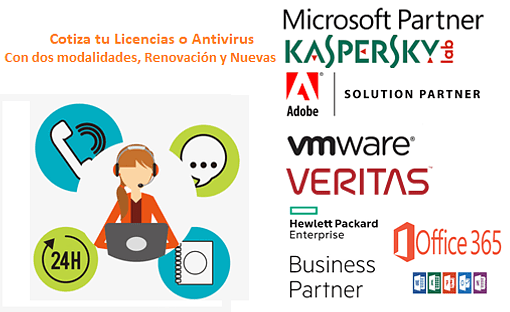 Cotiza tu Licencias o Antivirus
Con dos modalidades, Renovación y Nuevas
24H
Microsoft Partner
KASPERSKY lab
Adobe
SOLUTION PARTNER
vmware®
VERITAS™
Hewlett Packard
Enterprise
Business
Partner
Office 365